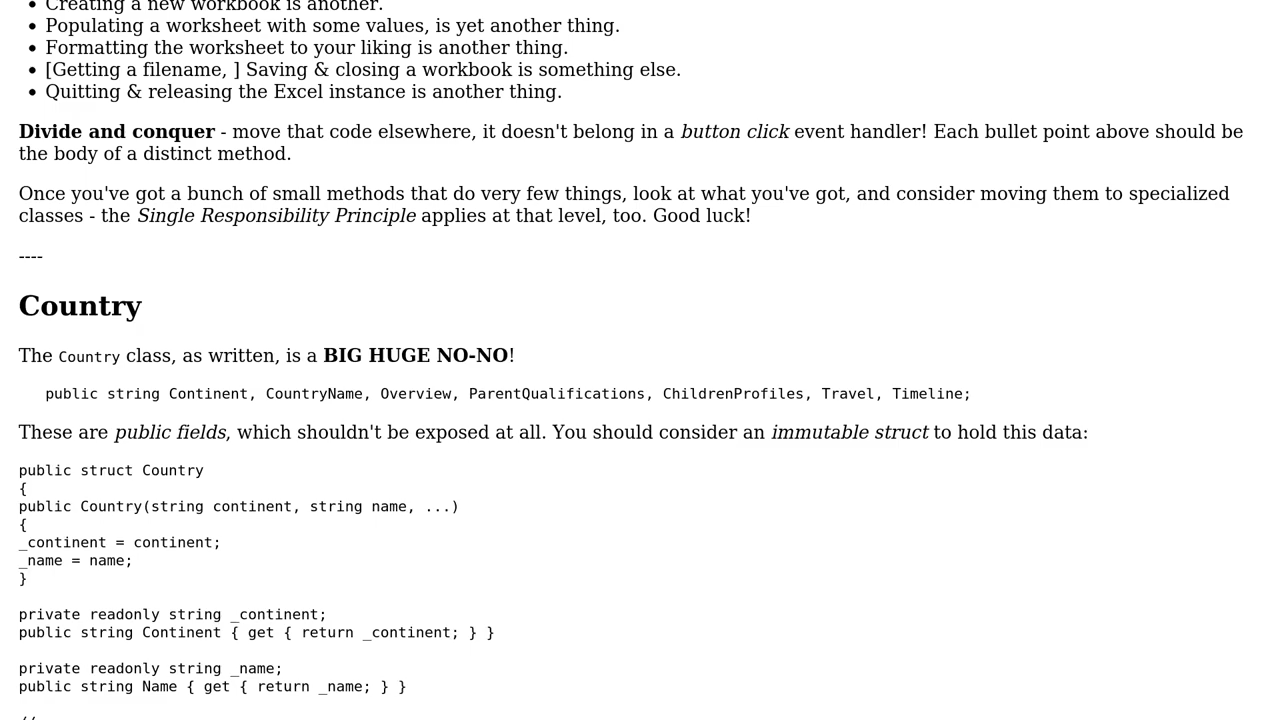 Creating a new workbook is another.
• Populating a worksheet with some values, is yet another thing.
• Formatting the worksheet to your liking is another thing.
• [Getting a filename, ] Saving & closing a workbook is something else.
• Quitting & releasing the Excel instance is another thing.
Divide and conquer - move that code elsewhere, it doesn't belong in a button click event handler! Each bullet point above should be
the body of a distinct method.
Once you've got a bunch of small methods that do very few things, look at what you've got, and consider moving them to specialized
classes - the Single Responsibility Principle applies at that level, too. Good luck!
----
Country
The Country class, as written, is a BIG HUGE NO-NO!
public string Continent, CountryName, Overview, ParentQualifications, ChildrenProfiles, Travel, Timeline;
These are public fields, which shouldn't be exposed at all. You should consider an immutable struct to hold this data:
public struct Country
{
public Country(string continent, string name, ...)
{
_continent = continent;
_name = name;
}
private readonly string _continent;
public string Continent { get { return _continent; } }
private readonly string _name;
public string Name { get { return _name; } }
//